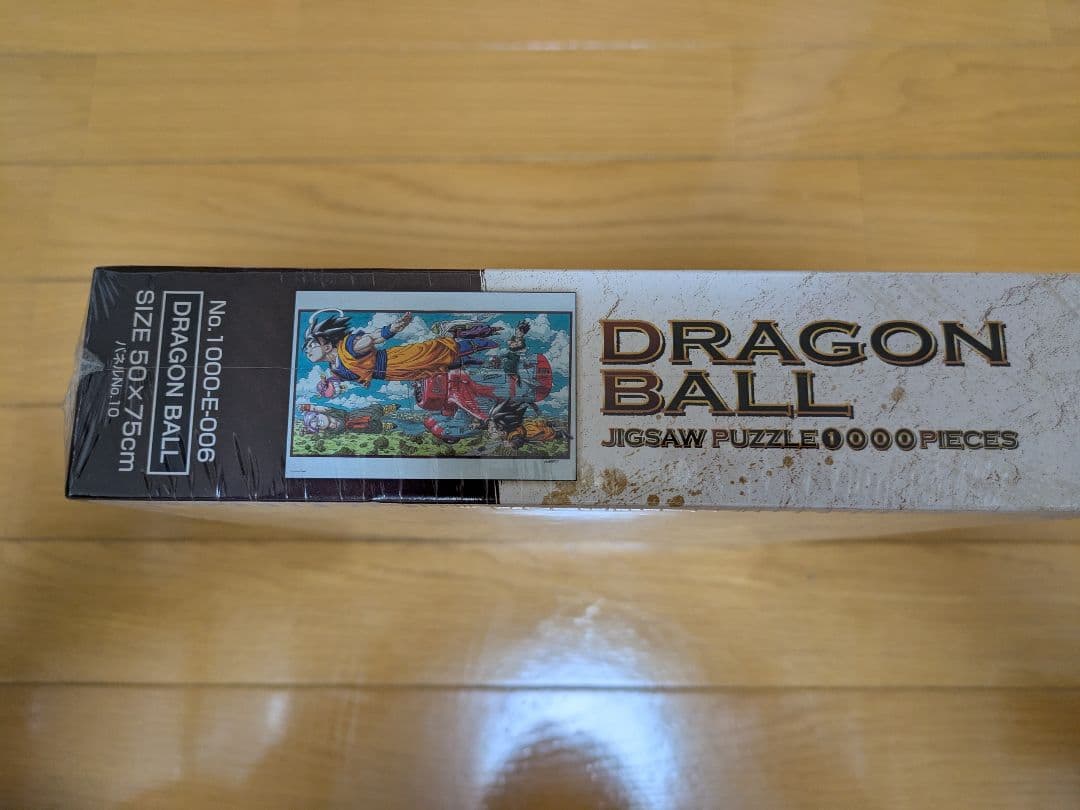 No.1000-E-006
DRAGON BALL
SIZE 50×75cm
パネルNo.10
DRAGON
BALL
JIGSAW PUZZLE 1000 PIECES